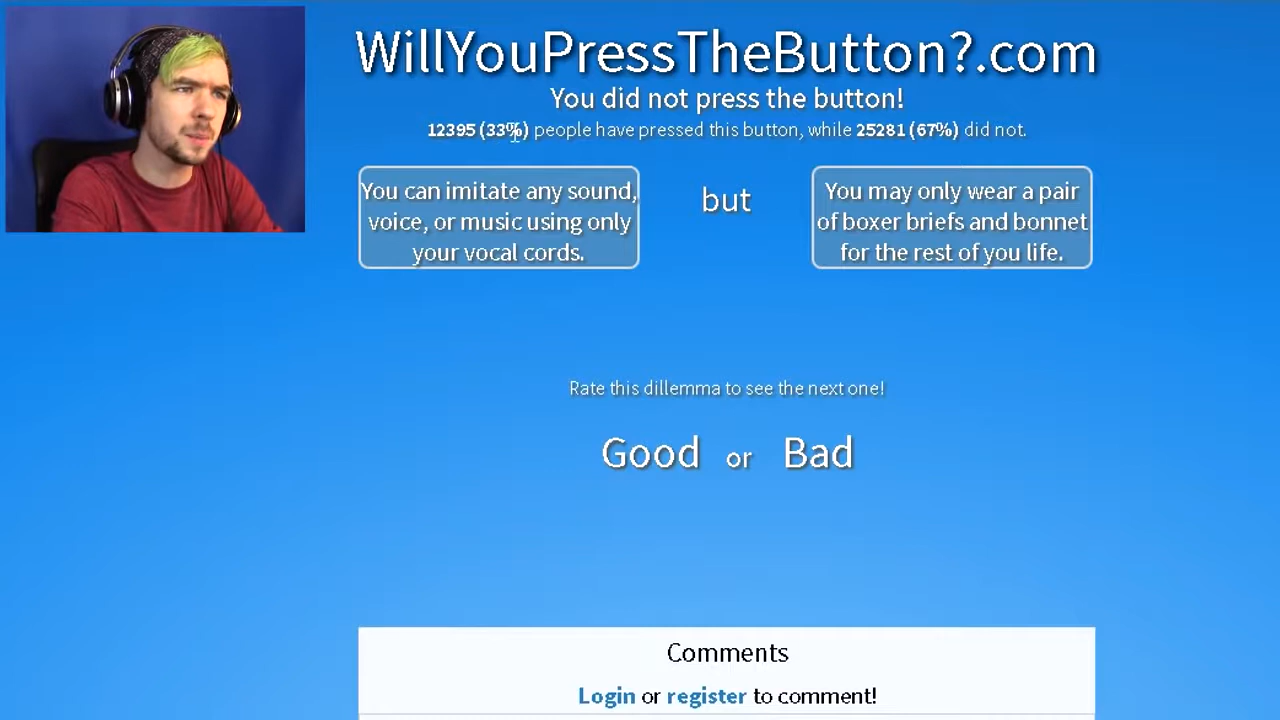 WillYouPressTheButton?.com
You did not press the button!
12395 (33%) people have pressed this button, while 25281 (67%) did not.
You can imitate any sound,
voice, or music using only
your vocal cords.
but
You may only wear a pair
of boxer briefs and bonnet
for the rest of you life.
Rate this dillemma to see the next one!
Good or Bad
Comments
Login or register to comment!